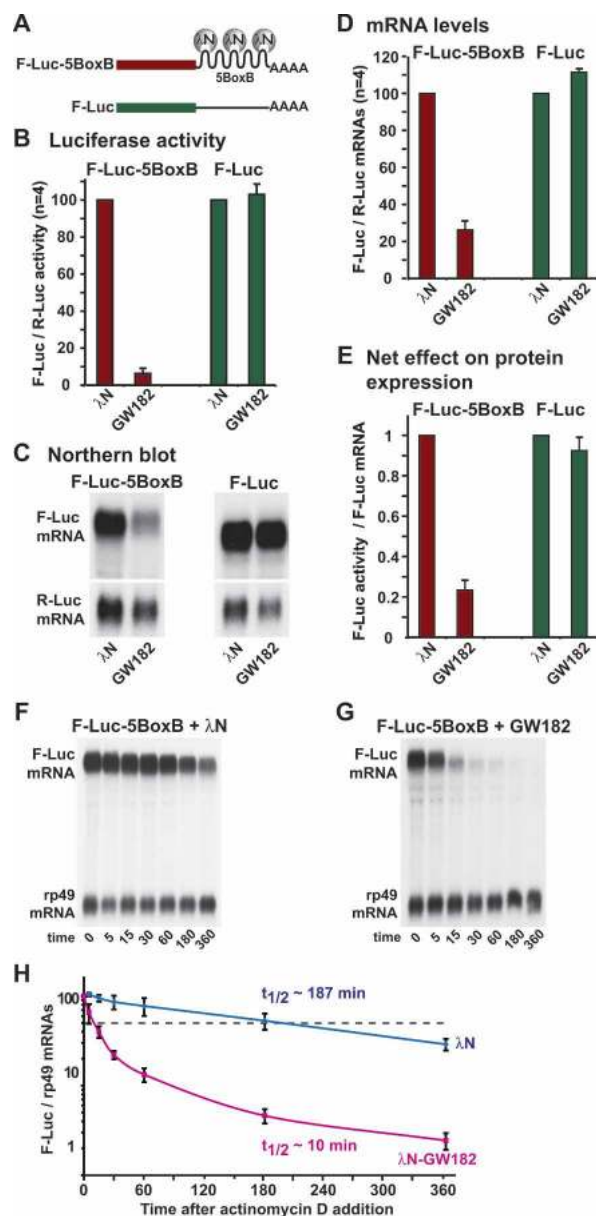 A
λN λN λN
F-Luc-5BoxB
5BoxB
AAAA
F-Luc
AAAA
B Luciferase activity
F-Luc-5BoxB F-Luc
F-Luc / R-Luc activity (n=4)
100
80
60
40
20
0
λN GW182 λN GW182
C Northern blot
F-Luc-5BoxB F-Luc
F-Luc
mRNA
R-Luc
mRNA
λN GW182 λN GW182
D mRNA levels
F-Luc-5BoxB F-Luc
F-Luc / R-Luc mRNAs (n=4)
120
100
80
60
40
20
0
λN GW182 λN GW182
E Net effect on protein
expression
F-Luc-5BoxB F-Luc
F-Luc activity / F-Luc mRNA
1
0.8
0.6
0.4
0.2
0
λN GW182 λN GW182
F
F-Luc-5BoxB + λN
F-Luc
mRNA
rp49
mRNA
time 0 5 15 30 60 180 360
G
F-Luc-5BoxB + GW182
F-Luc
mRNA
rp49
mRNA
time 0 5 15 30 60 180 360
H
F-Luc / rp49 mRNAs
100
10
1
t1/2 ~ 187 min
λN
t1/2 ~ 10 min
λN-GW182
0 60 120 180 240 300 360
Time after actinomycin D addition